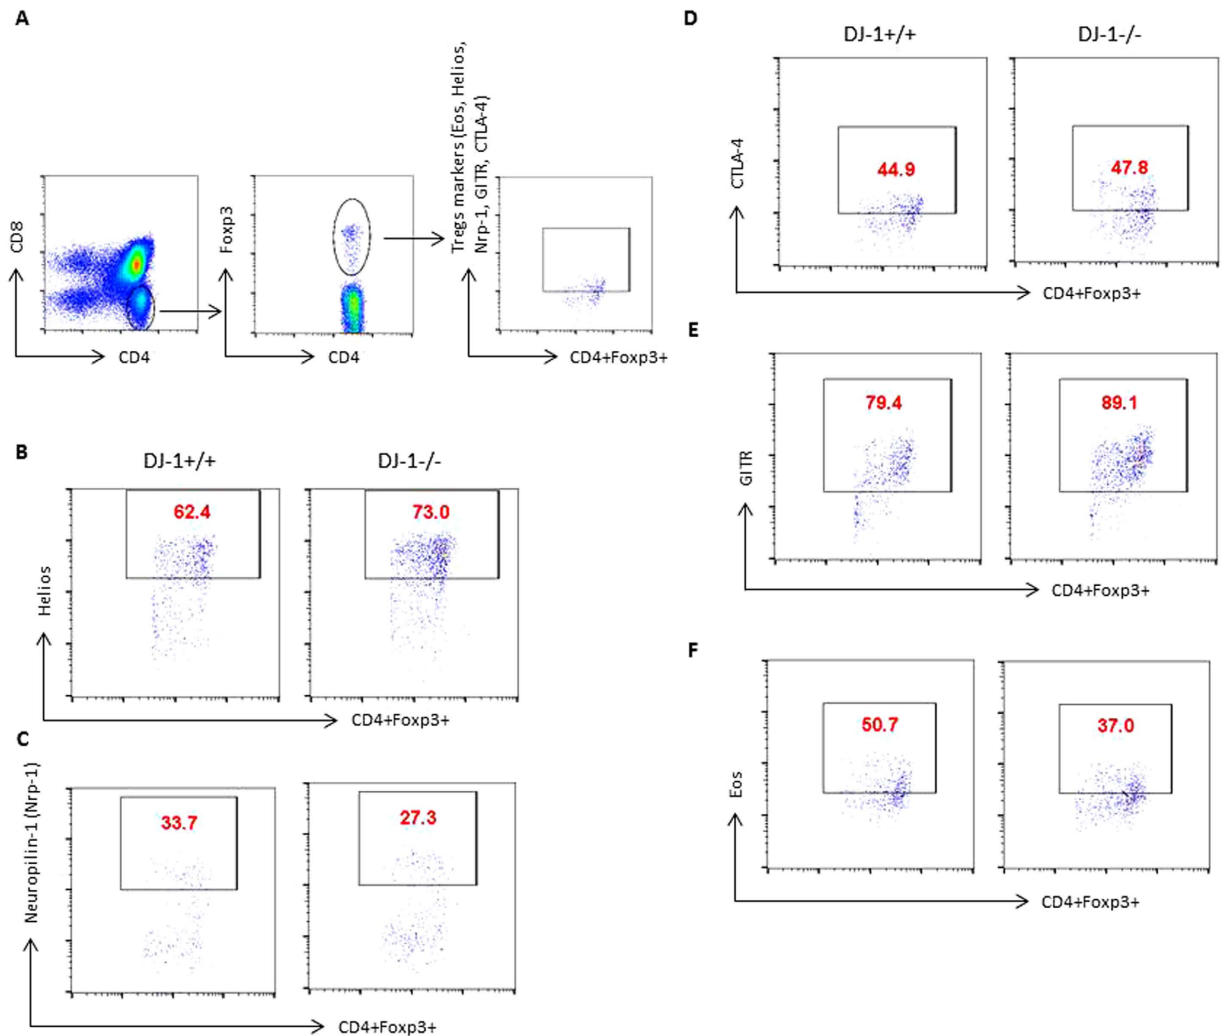 A
CD8
CD4
Foxp3
CD4
Tregs markers (Eos, Helios,
Nrp-1, GITR, CTLA-4)
CD4+Foxp3+
B
DJ-1+/+
DJ-1-/-
Helios
62.4
73.0
CD4+Foxp3+
C
Neuropilin-1 (Nrp-1)
33.7
27.3
CD4+Foxp3+
D
DJ-1+/+
DJ-1-/-
CTLA-4
44.9
47.8
CD4+Foxp3+
E
GITR
79.4
89.1
CD4+Foxp3+
F
Eos
50.7
37.0
CD4+Foxp3+